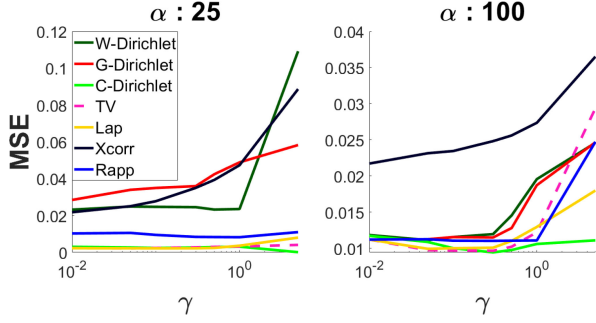 α : 25
α : 100
MSE
0.12
0.1
0.08
0.06
0.04
0.02
0
W-Dirichlet
G-Dirichlet
C-Dirichlet
TV
Lap
Xcorr
Rapp
10^-2
10^0
γ
0.04
0.035
0.03
0.025
0.02
0.015
0.01
10^-2
10^0
γ